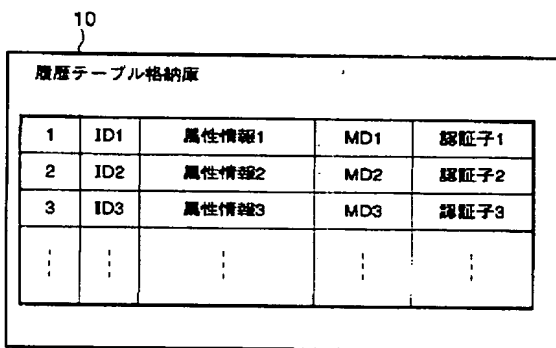 10
履歴テーブル格納庫
1 ID1 属性情報1 MD1 認証子1
2 ID2 属性情報2 MD2 認証子2
3 ID3 属性情報3 MD3 認証子3